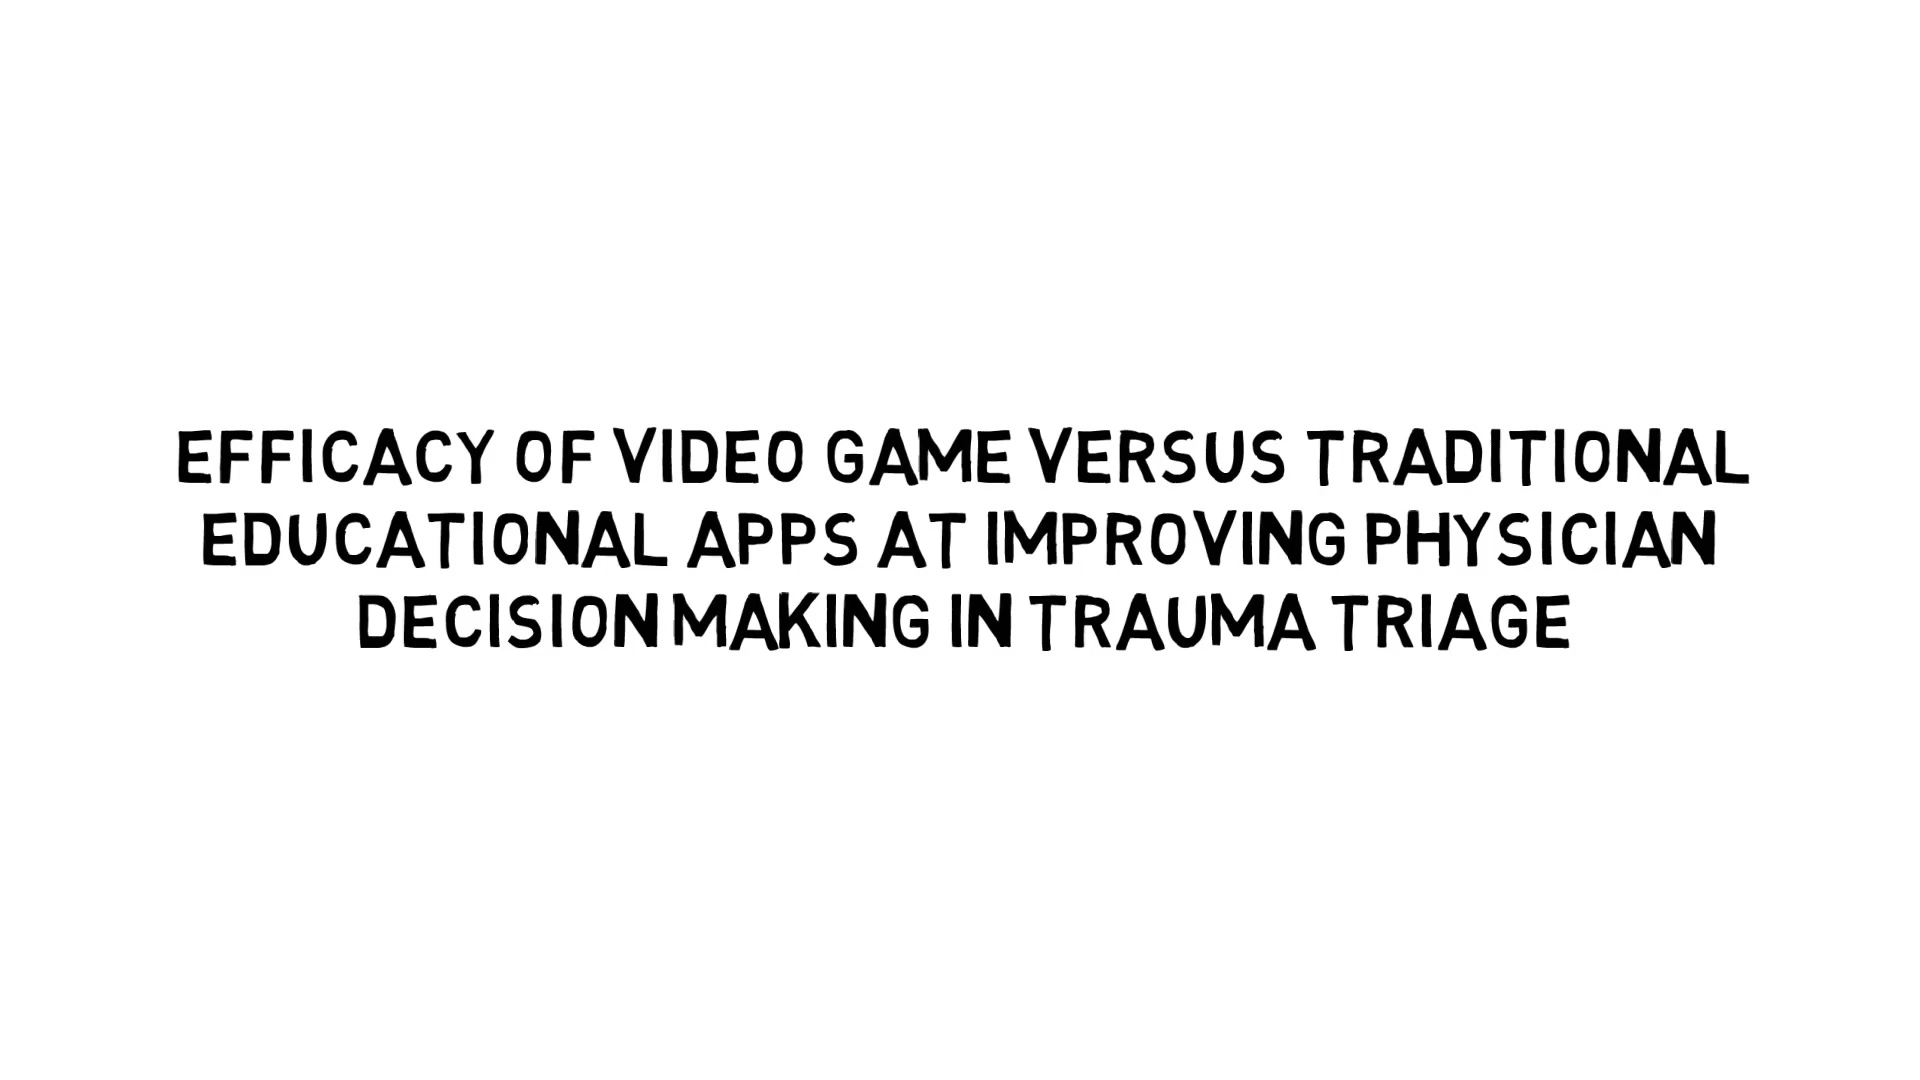 EFFICACY OF VIDEO GAME VERSUS TRADITIONAL
EDUCATIONAL APPS AT IMPROVING PHYSICIAN
DECISION MAKING IN TRAUMA TRIAGE